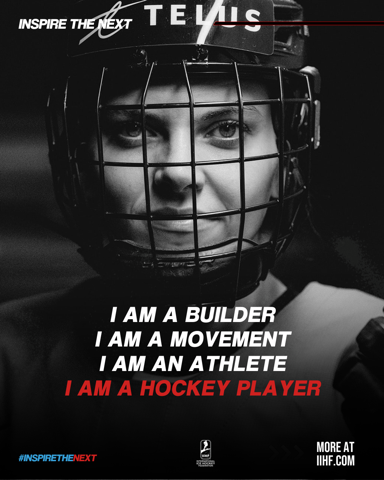 INSPIRE THE NEXT
TELUS
I AM A BUILDER
I AM A MOVEMENT
I AM AN ATHLETE
I AM A HOCKEY PLAYER
#INSPIRETHENEXT
IIHF
MORE AT
IIHF.COM